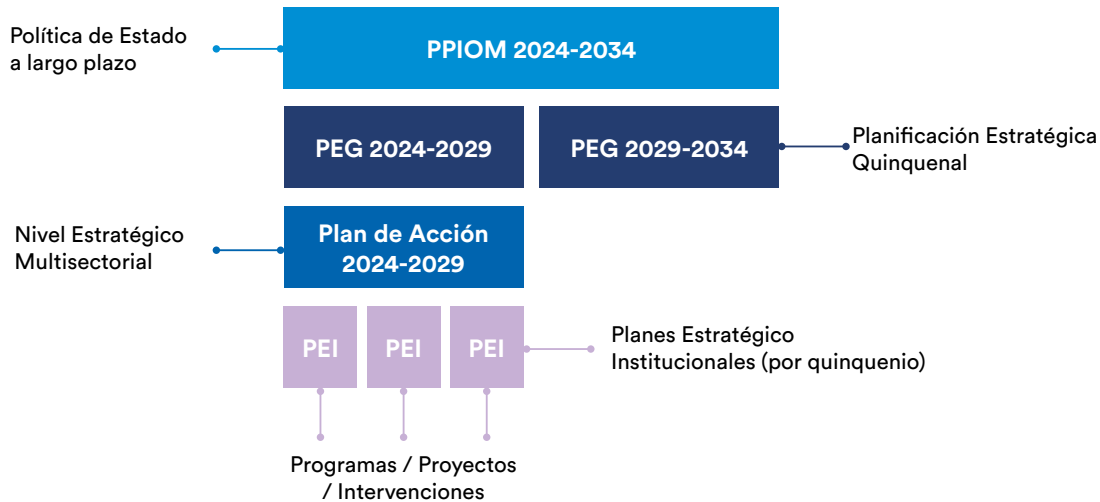 Política de Estado
a largo plazo
PPIOM 2024-2034
PEG 2024-2029
PEG 2029-2034
Planificación Estratégica
Quinquenal
Nivel Estratégico
Multisectorial
Plan de Acción
2024-2029
PEI
PEI
PEI
Planes Estratégico
Institucionales (por quinquenio)
Programas / Proyectos
/ Intervenciones